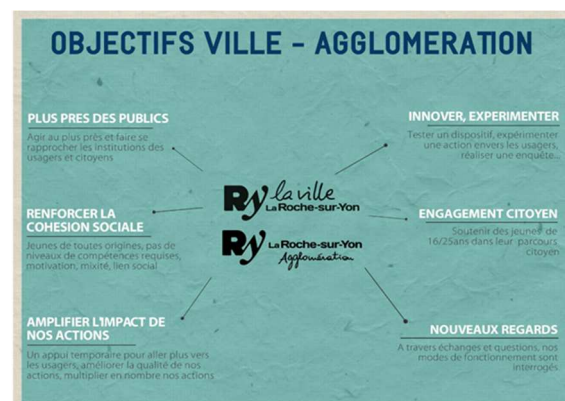 OBJECTIFS VILLE - AGGLOMERATION
PLUS PRES DES PUBLICS
Agir au plus près et faire se
rapprocher les institutions des
usagers et citoyens
INNOVER, EXPERIMENTER
Tester un dispositif, expérimenter
une action envers les usagers,
réaliser une enquête...
Ry la ville
La Roche-sur-Yon
RENFORCER LA
COHESION SOCIALE
Jeunes de toutes origines, pas de
niveaux de compétences requises,
motivation, mixité, lien social
ENGAGEMENT CITOYEN
Soutenir des jeunes de
16/25ans dans leur parcours
citoyen
Ry La Roche-sur-Yon
Agglomération
AMPLIFIER L'IMPACT DE
NOS ACTIONS
Un appui temporaire pour aller plus vers
les usagers, améliorer la qualité de nos
actions, multiplier en nombre nos actions
NOUVEAUX REGARDS
A travers échanges et questions, nos
modes de fonctionnement sont
interrogés